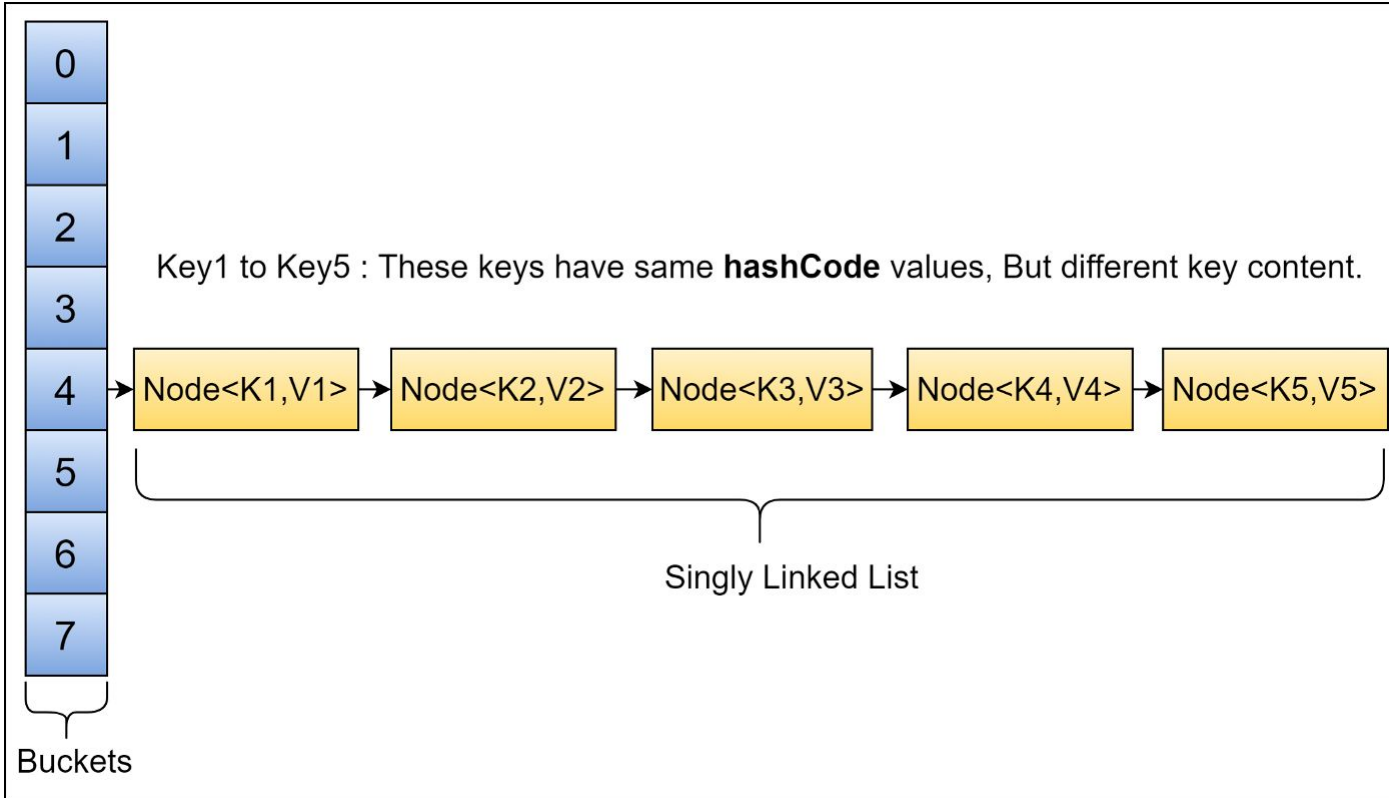 0
1
2
Key1 to Key5 : These keys have same hashCode values, But different key content.
3
4
Node<K1,V1>
Node<K2,V2>
Node<K3,V3>
Node<K4,V4>
Node<K5,V5>
5
6
7
Singly Linked List
Buckets